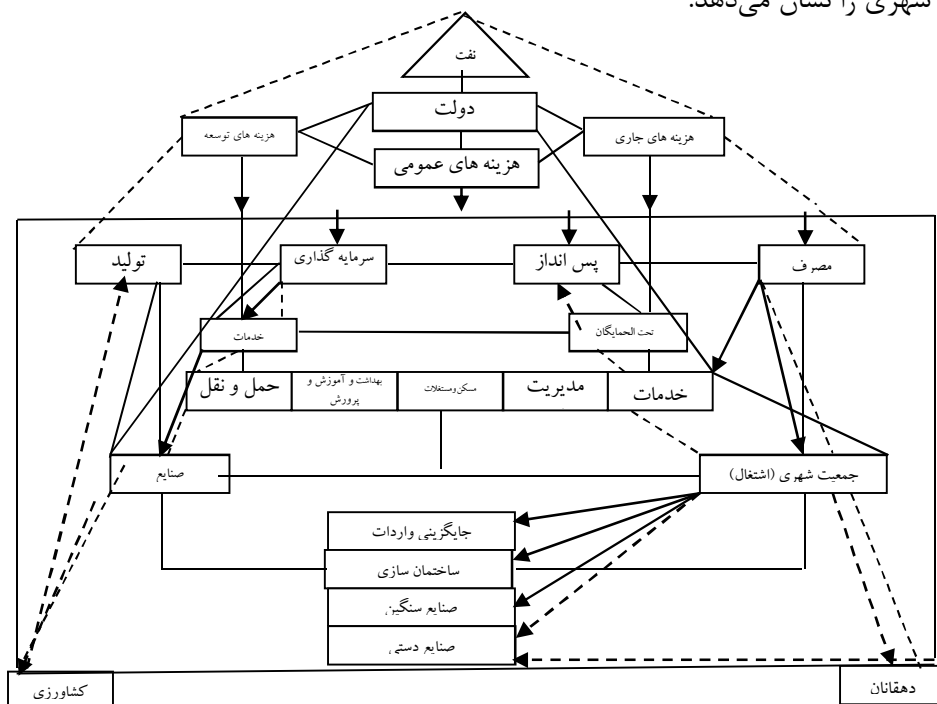 شهری را نشان می‌دهد.
نفت
دولت
هزینه های توسعه
هزینه های جاری
هزینه های عمومی
مصرف
پس انداز
سرمایه گذاری
تولید
تحت الحمایگان
خدمات
خدمات
مدیریت
مسکن ومستغلات
بهداشت و آموزش و
پرورش
حمل و نقل
جمعیت شهری (اشتغال)
صنایع
جایگزینی واردات
ساختمان سازی
صنایع سنگین
صنایع دستی
دهقانان
کشاورزی